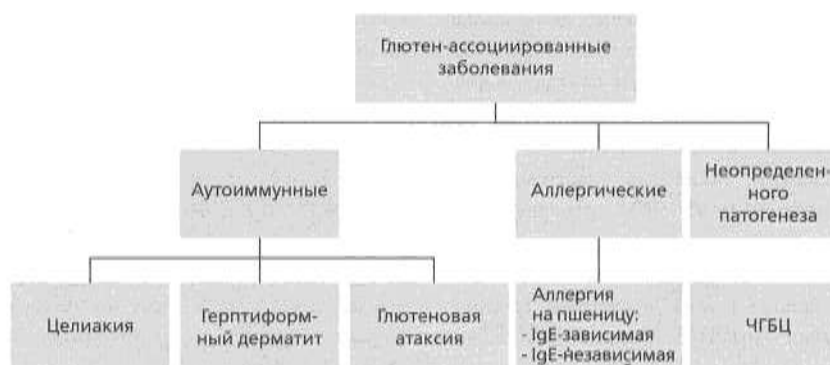 Глютен-ассоциированные
заболевания
Аутоиммунные
Аллергические
Неопределен-
ного
патогенеза
Целиакия
Герптиформ-
ный дерматит
Глютеновая
атаксия
Аллергия
на пшеницу:
- IgE-зависимая
- IgE-независимая
ЧГБЦ